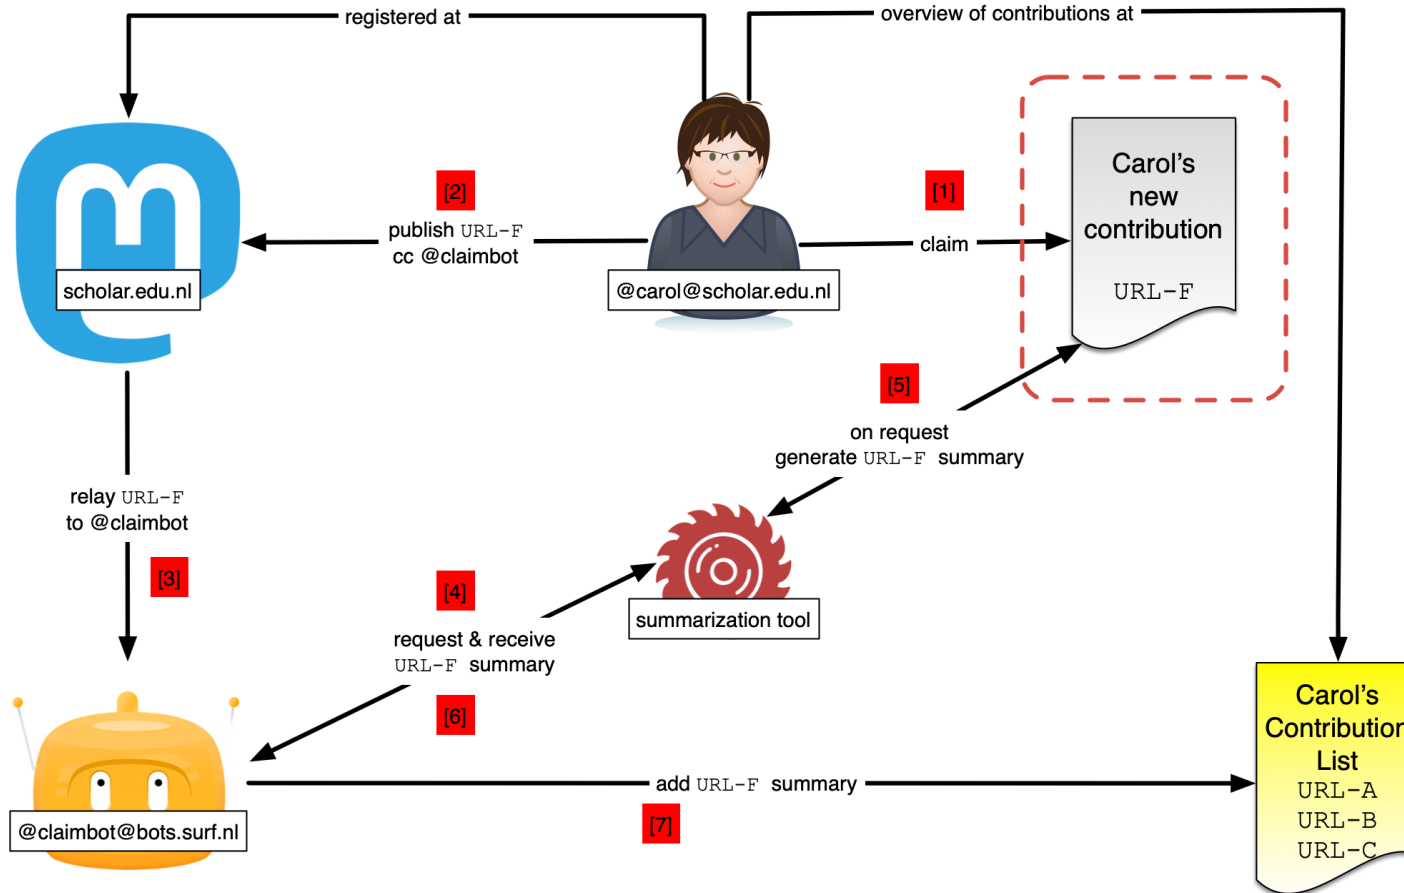 registered at
overview of contributions at
[2]
publish URL-F
cc @claimbot
[1]
claim
Carol's
new
contribution
URL-F
scholar.edu.nl
@carol@scholar.edu.nl
[5]
on request
generate URL-F summary
relay URL-F
to @claimbot
[3]
summarization tool
[4]
request & receive
URL-F summary
[6]
@claimbot@bots.surf.nl
add URL-F summary
[7]
Carol's
Contribution
List
URL-A
URL-B
URL-C